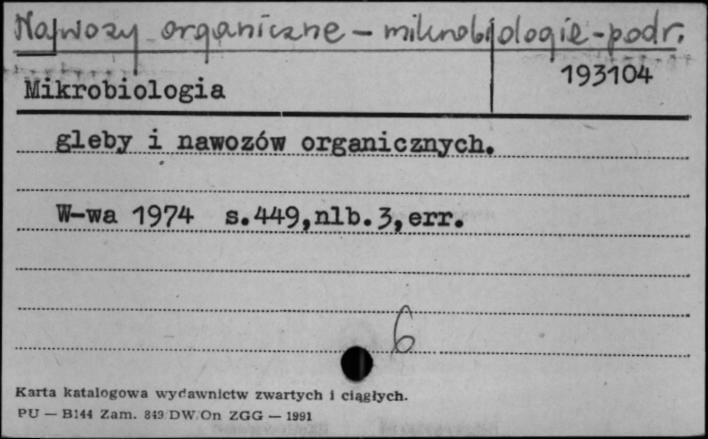 Nawozy organiczne - mikrobiologie - podr.
193104
Mikrobiologia
gleby i nawozów organicznych.
W-wa 1974 s.449,nlb.3,err.
6
Karta katalogowa wydawnictw zwartych i ciągłych.
PU — B144 Zam. 849 DW/On ZGG — 1991